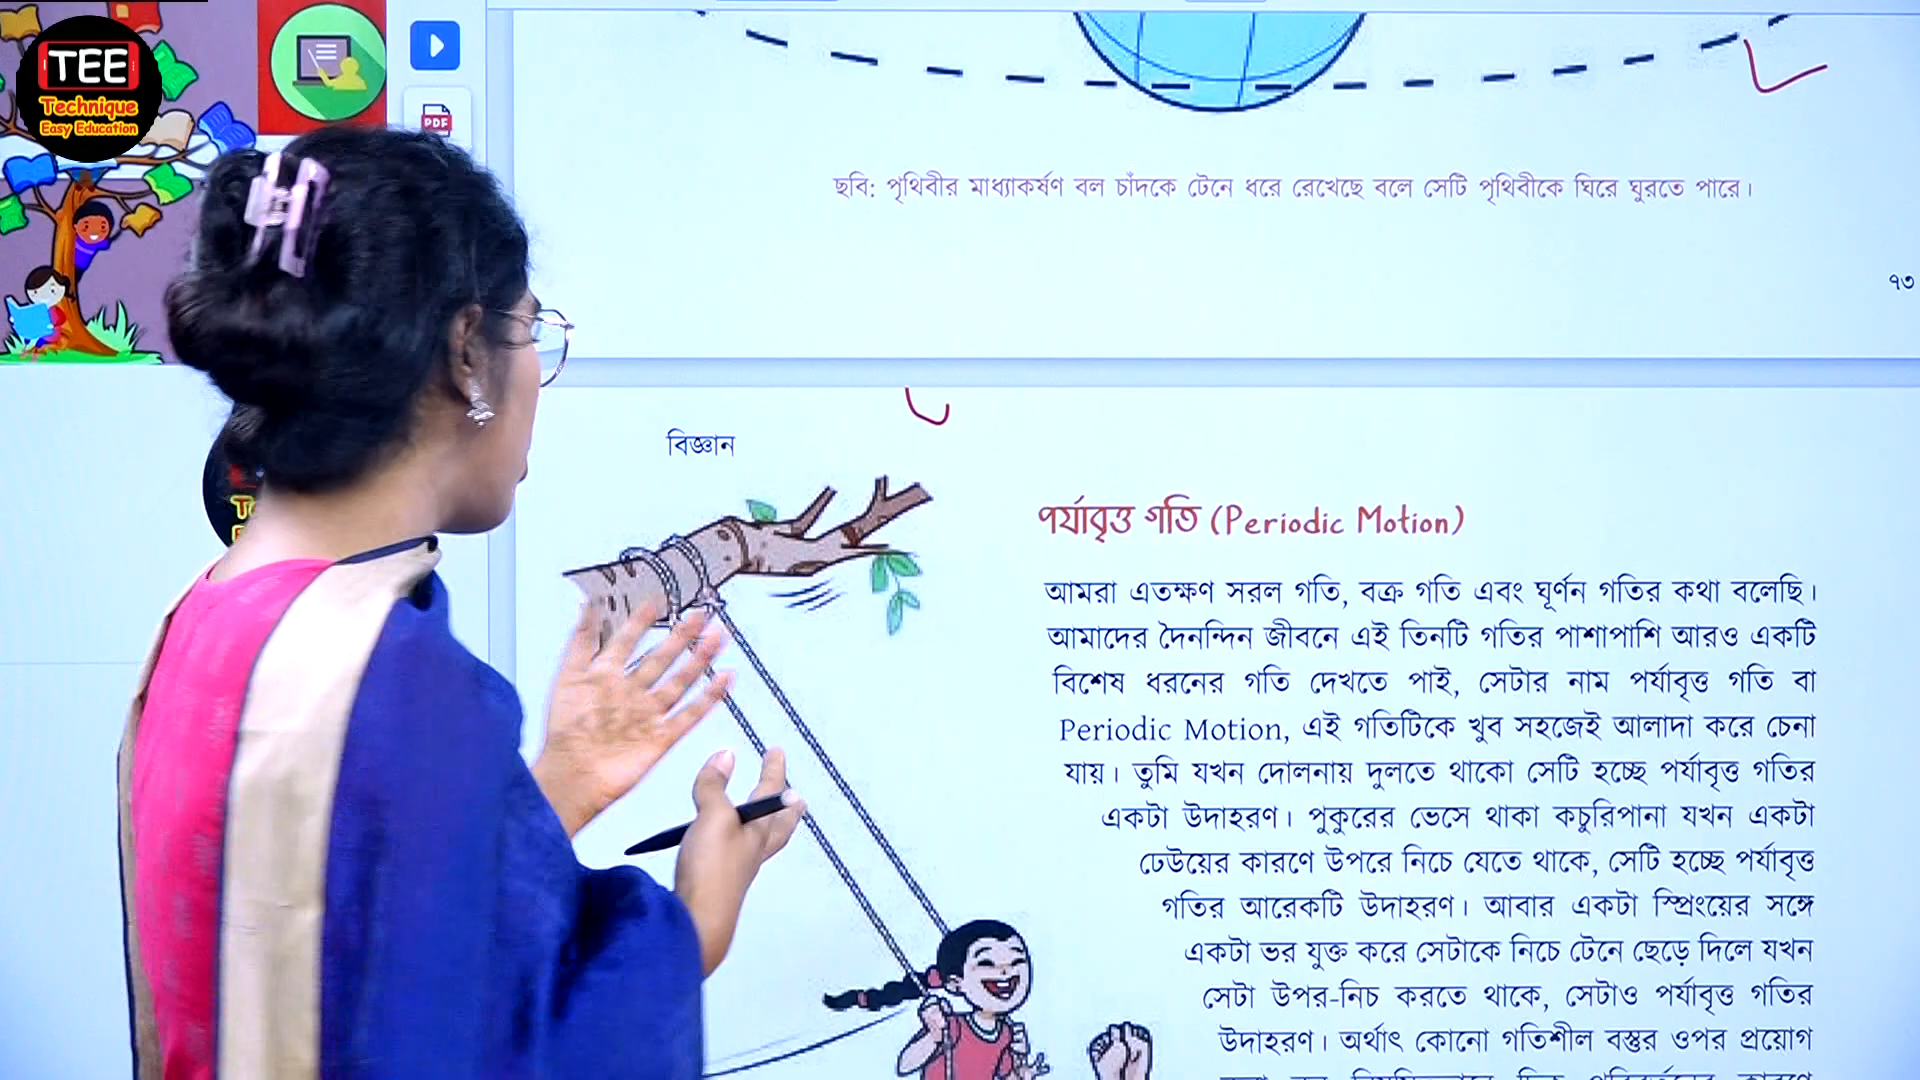 TEE
Technique
Easy Education
PDF
ছবি: পৃথিবীর মাধ্যাকর্ষণ বল চাঁদকে টেনে ধরে রেখেছে বলে সেটি পৃথিবীকে ঘিরে ঘুরতে পারে।
৭৩
বিজ্ঞান
পর্যাবৃত্ত গতি (Periodic Motion)
আমরা এতক্ষণ সরল গতি, বক্র গতি এবং ঘূর্ণন গতির কথা বলেছি।
আমাদের দৈনন্দিন জীবনে এই তিনটি গতির পাশাপাশি আরও একটি
বিশেষ ধরনের গতি দেখতে পাই, সেটার নাম পর্যাবৃত্ত গতি বা
Periodic Motion, এই গতিটিকে খুব সহজেই আলাদা করে চেনা
যায়। তুমি যখন দোলনায় দুলতে থাকো সেটি হচ্ছে পর্যাবৃত্ত গতির
একটা উদাহরণ। পুকুরের ভেসে থাকা কচুরিপানা যখন একটা
ঢেউয়ের কারণে উপরে নিচে যেতে থাকে, সেটি হচ্ছে পর্যাবৃত্ত
গতির আরেকটি উদাহরণ। আবার একটা স্প্রিংয়ের সঙ্গে
একটা ভর যুক্ত করে সেটাকে নিচে টেনে ছেড়ে দিলে যখন
সেটা উপর-নিচ করতে থাকে, সেটাও পর্যাবৃত্ত গতির
উদাহরণ। অর্থাৎ কোনো গতিশীল বস্তুর ওপর প্রয়োগ